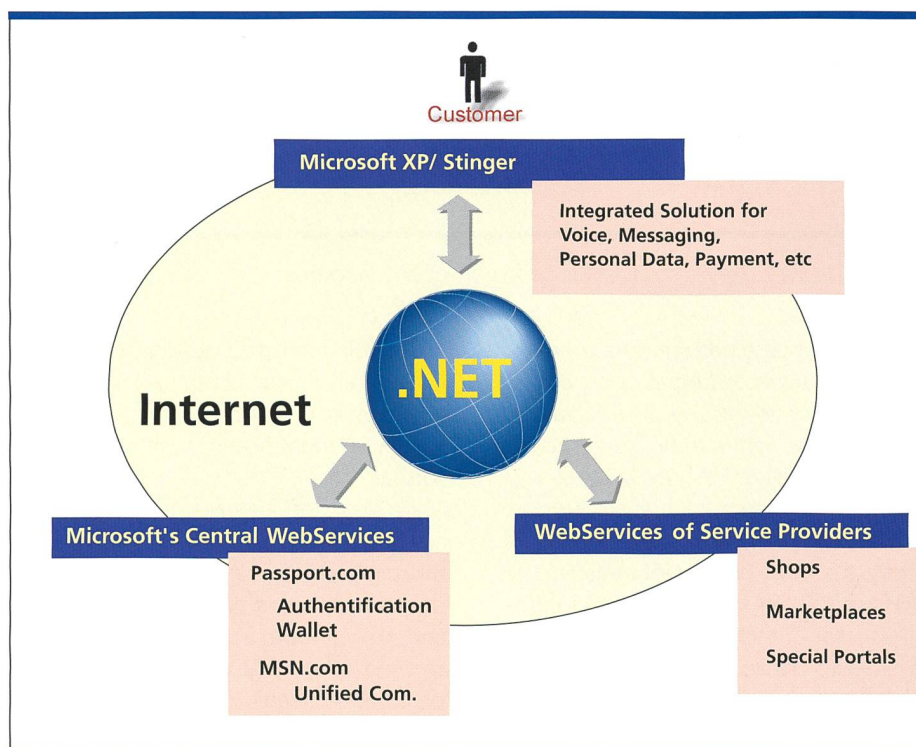 Customer
Microsoft XP/ Stinger
Integrated Solution for
Voice, Messaging,
Personal Data, Payment, etc
.NET
Internet
Microsoft's Central WebServices
Passport.com
Authentification
Wallet
MSN.com
Unified Com.
WebServices of Service Providers
Shops
Marketplaces
Special Portals